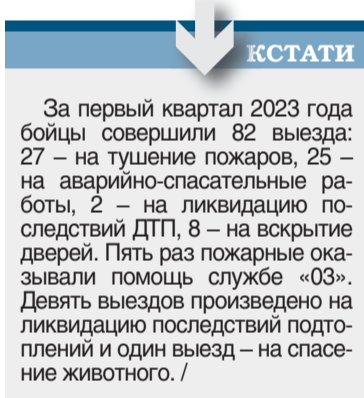 КСТАТИ
За первый квартал 2023 года
бойцы совершили 82 выезда:
27 – на тушение пожаров, 25 –
на аварийно-спасательные ра-
боты, 2 – на ликвидацию по-
следствий ДТП, 8 – на вскрытие
дверей. Пять раз пожарные ока-
зывали помощь службе «03».
Девять выездов произведено на
ликвидацию последствий подто-
плений и один выезд – на спасе-
ние животного. /